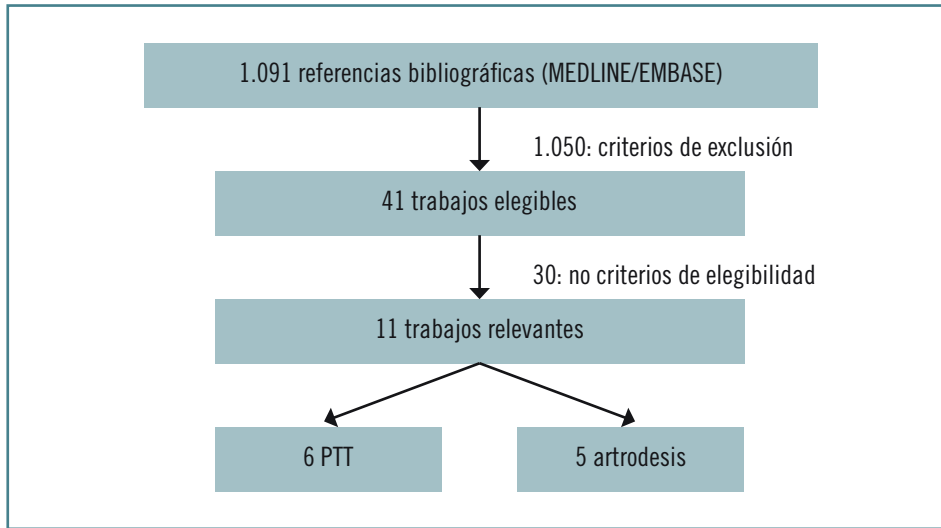 1.091 referencias bibliográficas (MEDLINE/EMBASE)
1.050: criterios de exclusión
41 trabajos elegibles
30: no criterios de elegibilidad
11 trabajos relevantes
6 PTT
5 artrodesis